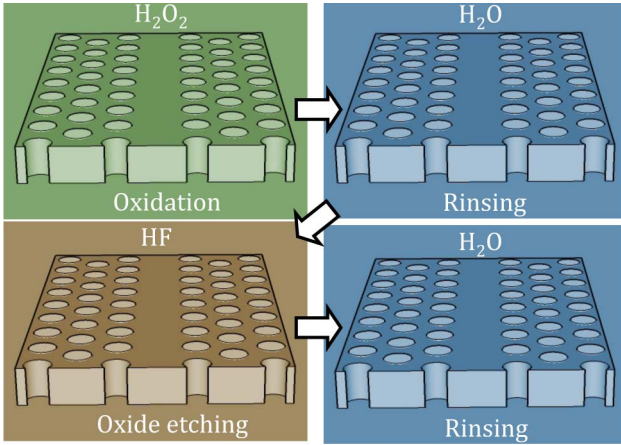 H₂O₂
Oxidation
H₂O
Rinsing
HF
Oxide etching
H₂O
Rinsing